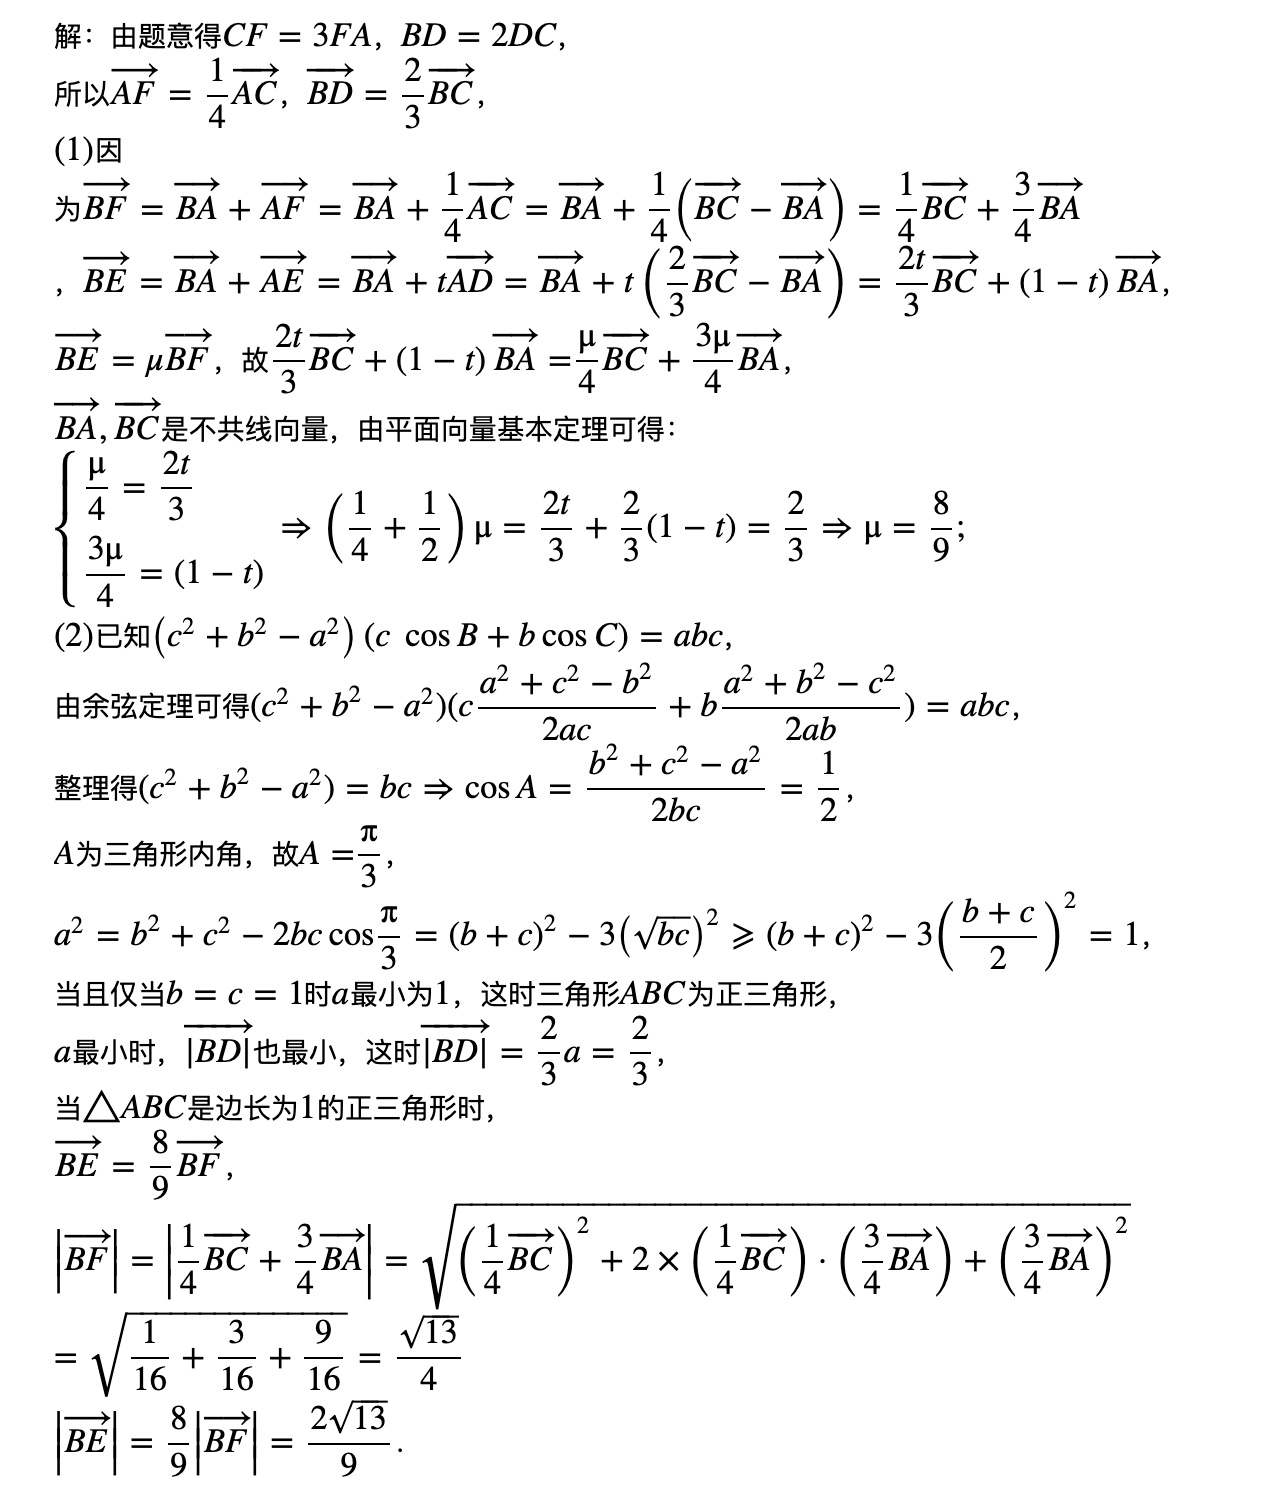 解：由题意得CF = 3FA，BD = 2DC，
所以$\overrightarrow{AF} = \frac{1}{4}\overrightarrow{AC}$，$\overrightarrow{BD} = \frac{2}{3}\overrightarrow{BC}$，
(1)因
为$\overrightarrow{BF} = \overrightarrow{BA} + \overrightarrow{AF} = \overrightarrow{BA} + \frac{1}{4}\overrightarrow{AC} = \overrightarrow{BA} + \frac{1}{4}\left(\overrightarrow{BC} - \overrightarrow{BA}\right) = \frac{1}{4}\overrightarrow{BC} + \frac{3}{4}\overrightarrow{BA}$
，$\overrightarrow{BE} = \overrightarrow{BA} + \overrightarrow{AE} = \overrightarrow{BA} + t\overrightarrow{AD} = \overrightarrow{BA} + t\left(\frac{2}{3}\overrightarrow{BC} - \overrightarrow{BA}\right) = \frac{2t}{3}\overrightarrow{BC} + (1 - t)\overrightarrow{BA}$，
$\overrightarrow{BE} = \mu\overrightarrow{BF}$，故$\frac{2t}{3}\overrightarrow{BC} + (1 - t)\overrightarrow{BA} = \frac{\mu}{4}\overrightarrow{BC} + \frac{3\mu}{4}\overrightarrow{BA}$，
$\overrightarrow{BA}, \overrightarrow{BC}$是不共线向量，由平面向量基本定理可得：
$\begin{cases} \frac{\mu}{4} = \frac{2t}{3} \\ \frac{3\mu}{4} = (1 - t) \end{cases} \Rightarrow \left(\frac{1}{4} + \frac{1}{2}\right)\mu = \frac{2t}{3} + \frac{2}{3}(1 - t) = \frac{2}{3} \Rightarrow \mu = \frac{8}{9}$;
(2)已知$\left(c^2 + b^2 - a^2\right)(c\ \cos B + b\cos C) = abc$，
由余弦定理可得$(c^2 + b^2 - a^2)(c\frac{a^2 + c^2 - b^2}{2ac} + b\frac{a^2 + b^2 - c^2}{2ab}) = abc$，
整理得$(c^2 + b^2 - a^2) = bc \Rightarrow \cos A = \frac{b^2 + c^2 - a^2}{2bc} = \frac{1}{2}$，
A为三角形内角，故$A = \frac{\pi}{3}$，
$a^2 = b^2 + c^2 - 2bc\cos\frac{\pi}{3} = (b + c)^2 - 3\left(\sqrt{bc}\right)^2 \geqslant (b + c)^2 - 3\left(\frac{b + c}{2}\right)^2 = 1$，
当且仅当b = c = 1时a最小为1，这时三角形ABC为正三角形，
a最小时，$\overrightarrow{|BD|}$也最小，这时$\overrightarrow{|BD|} = \frac{2}{3}a = \frac{2}{3}$，
当△ABC是边长为1的正三角形时，
$\overrightarrow{BE} = \frac{8}{9}\overrightarrow{BF}$，
$\left|\overrightarrow{BF}\right| = \left|\frac{1}{4}\overrightarrow{BC} + \frac{3}{4}\overrightarrow{BA}\right| = \sqrt{\left(\frac{1}{4}\overrightarrow{BC}\right)^2 + 2 \times \left(\frac{1}{4}\overrightarrow{BC}\right) \cdot \left(\frac{3}{4}\overrightarrow{BA}\right) + \left(\frac{3}{4}\overrightarrow{BA}\right)^2}$
$= \sqrt{\frac{1}{16} + \frac{3}{16} + \frac{9}{16}} = \frac{\sqrt{13}}{4}$
$\left|\overrightarrow{BE}\right| = \frac{8}{9}\left|\overrightarrow{BF}\right| = \frac{2\sqrt{13}}{9}$.